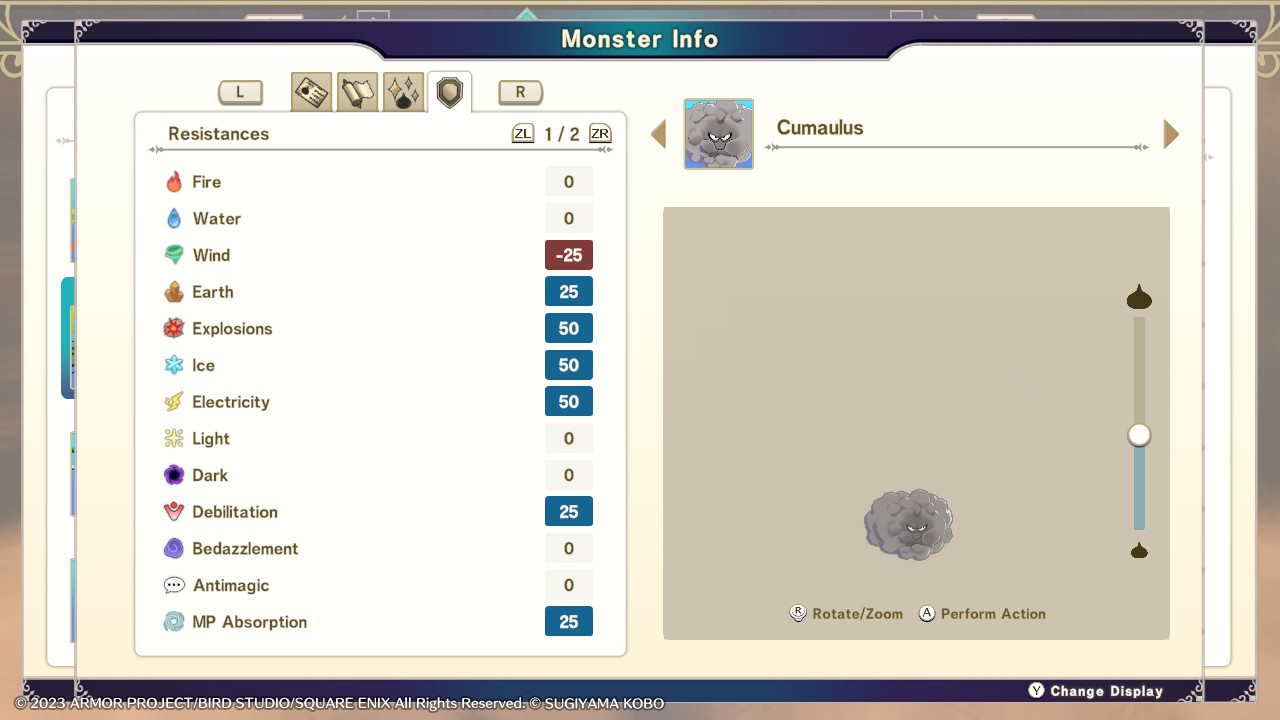 Monster Info
L
R
Resistances
ZL 1 / 2 ZR
Cumaulus
Fire 0
Water 0
Wind -25
Earth 25
Explosions 50
Ice 50
Electricity 50
Light 0
Dark 0
Debilitation 25
Bedazzlement 0
Antimagic 0
MP Absorption 25
R Rotate/Zoom A Perform Action
Y Change Display
© 2023 ARMOR PROJECT/BIRD STUDIO/SQUARE ENIX All Rights Reserved. © SUGIYAMA KOBO